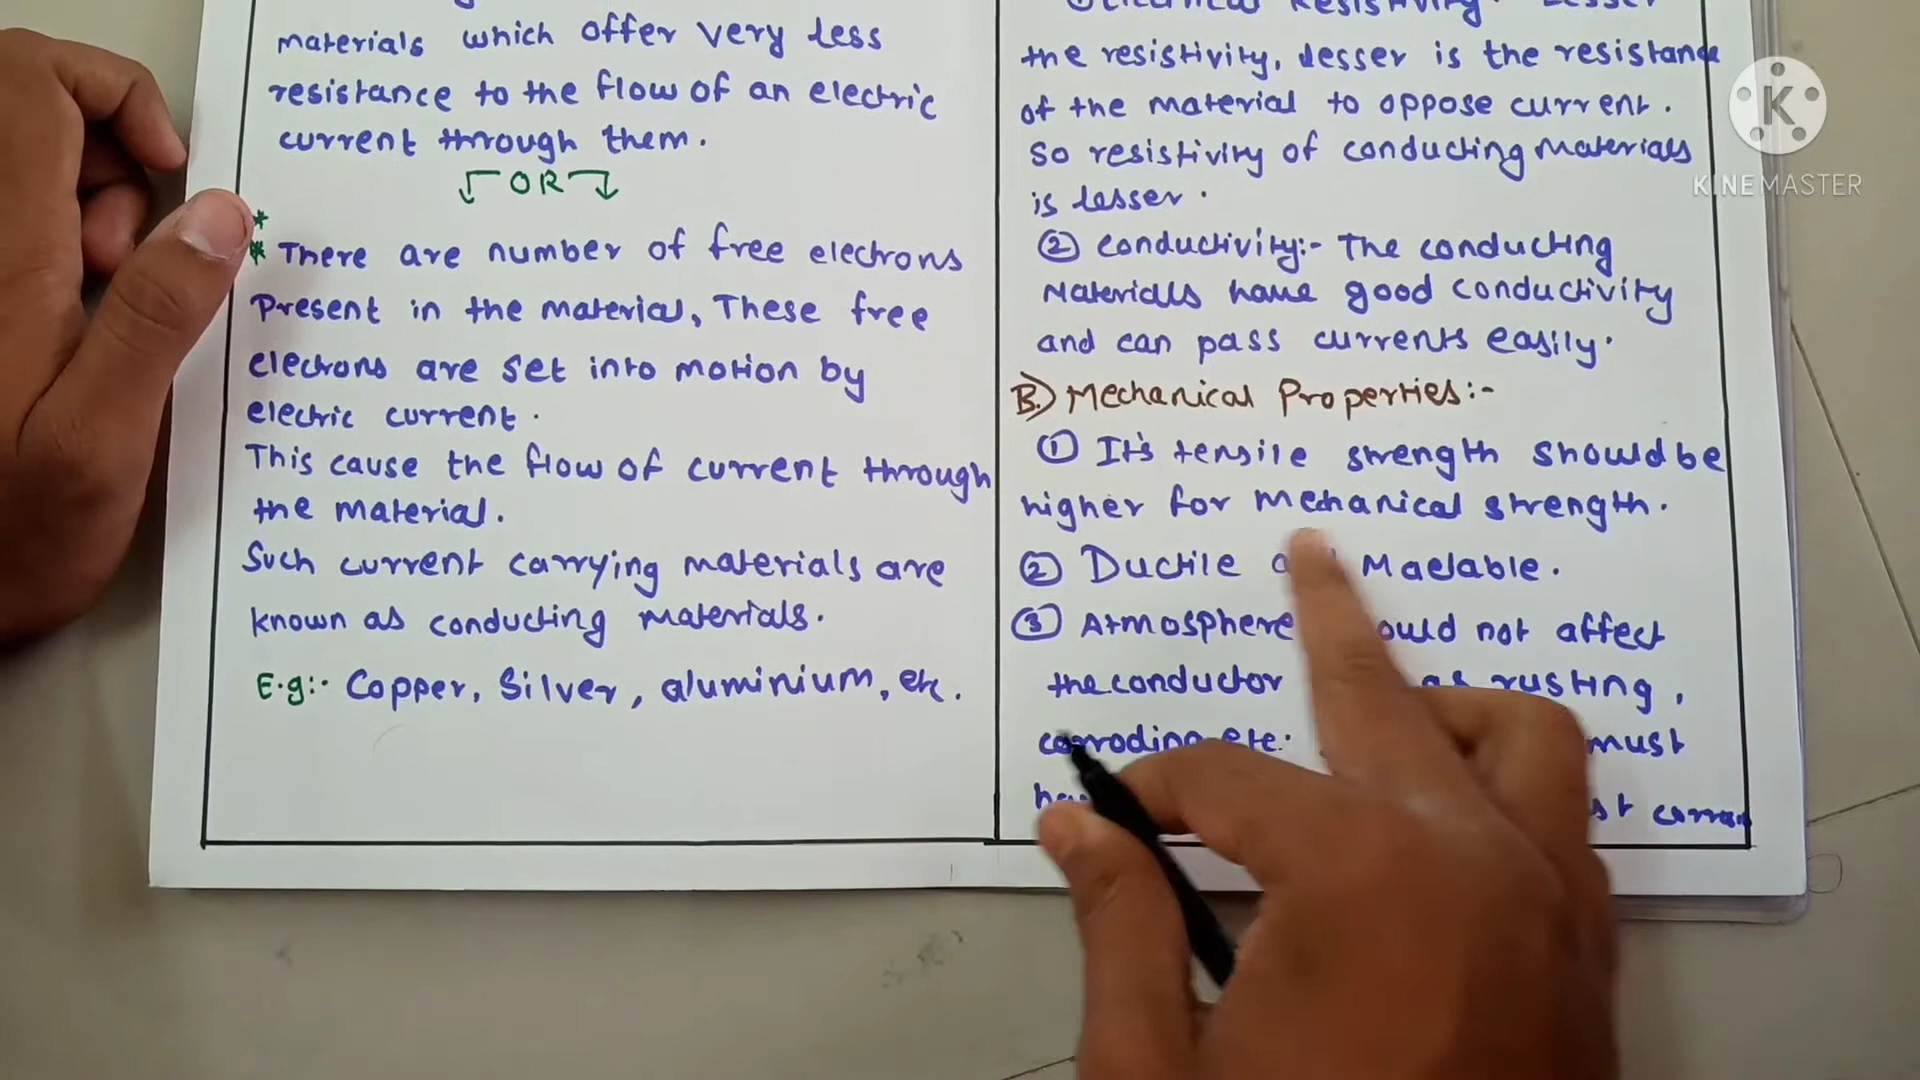 materials which offer very less
resistance to the flow of an electric
current through them.
OR
* There are number of free electrons
Present in the material, These free
electrons are set into motion by
electric current.
This cause the flow of current through
the material.
Such current carrying materials are
known as conducting materials.
E.g:- Copper, Silver, aluminium, etc.
Electrical Resistivity: Lesser
the resistivity, lesser is the resistance
of the material to oppose current.
So resistivity of conducting materials
is lesser.
② Conductivity:- The conducting
materials have good conductivity
and can pass currents easily.
B.) Mechanical Properties:-
① It's tensile strength should be
higher for mechanical strength.
② Ductile Maelable.
③ Atmosphere not affect
the conductor as rusting,
corroding etc. must
K
KINEMASTER